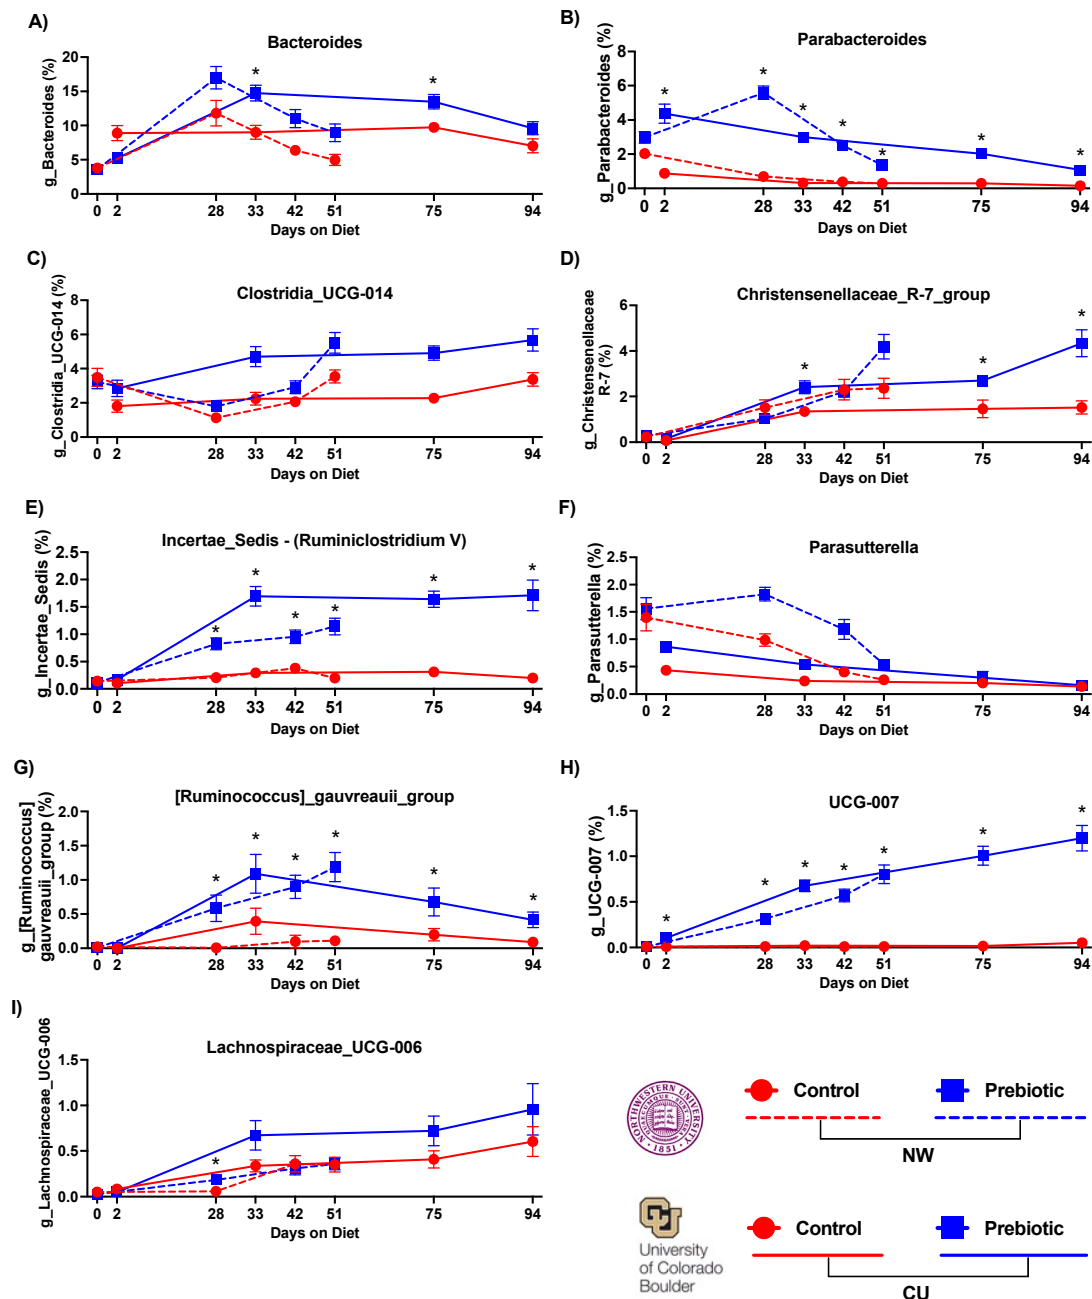 A)
Bacteroides
g_Bacteroides (%)
20
15
10
5
0
0 2 28 33 42 51 75 94
* *
Days on Diet
B)
Parabacteroides
g_Parabacteroides (%)
8
6
4
2
0
0 2 28 33 42 51 75 94
* * * * * * *
Days on Diet
C)
Clostridia_UCG-014
g_Clostridia_UCG-014 (%)
8
6
4
2
0
0 2 28 33 42 51 75 94
Days on Diet
D)
Christensenellaceae_R-7_group
g_Christensenellaceae
R-7 (%)
6
4
2
0
0 2 28 33 42 51 75 94
* * *
Days on Diet
E)
Incertae_Sedis - (Ruminiclostridium V)
g_Incertae_Sedis (%)
2.5
2.0
1.5
1.0
0.5
0.0
0 2 28 33 42 51 75 94
* * * * * *
Days on Diet
F)
Parasutterella
g_Parasutterella (%)
2.5
2.0
1.5
1.0
0.5
0.0
0 2 28 33 42 51 75 94
Days on Diet
G)
[Ruminococcus]_gauvreauii_group
g_[Ruminococcus]
gauvreauii_group (%)
2.0
1.5
1.0
0.5
0.0
0 2 28 33 42 51 75 94
* * * * * *
Days on Diet
H)
UCG-007
g_UCG-007 (%)
1.5
1.0
0.5
0.0
0 2 28 33 42 51 75 94
* * * * * * *
Days on Diet
I)
Lachnospiraceae_UCG-006
g_Lachnospiraceae_UCG-006
1.5
1.0
0.5
0.0
0 2 28 33 42 51 75 94
*
Days on Diet
NORTHWESTERN UNIVERSITY
1851
Control Prebiotic
NW
CU
University
of Colorado
Boulder
Control Prebiotic
CU